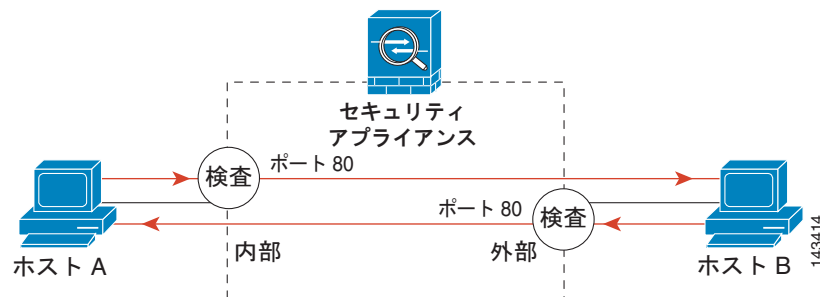 セキュリティ
アプライアンス
検査
ポート 80
ポート 80
検査
内部
外部
ホスト A
ホスト B
143414